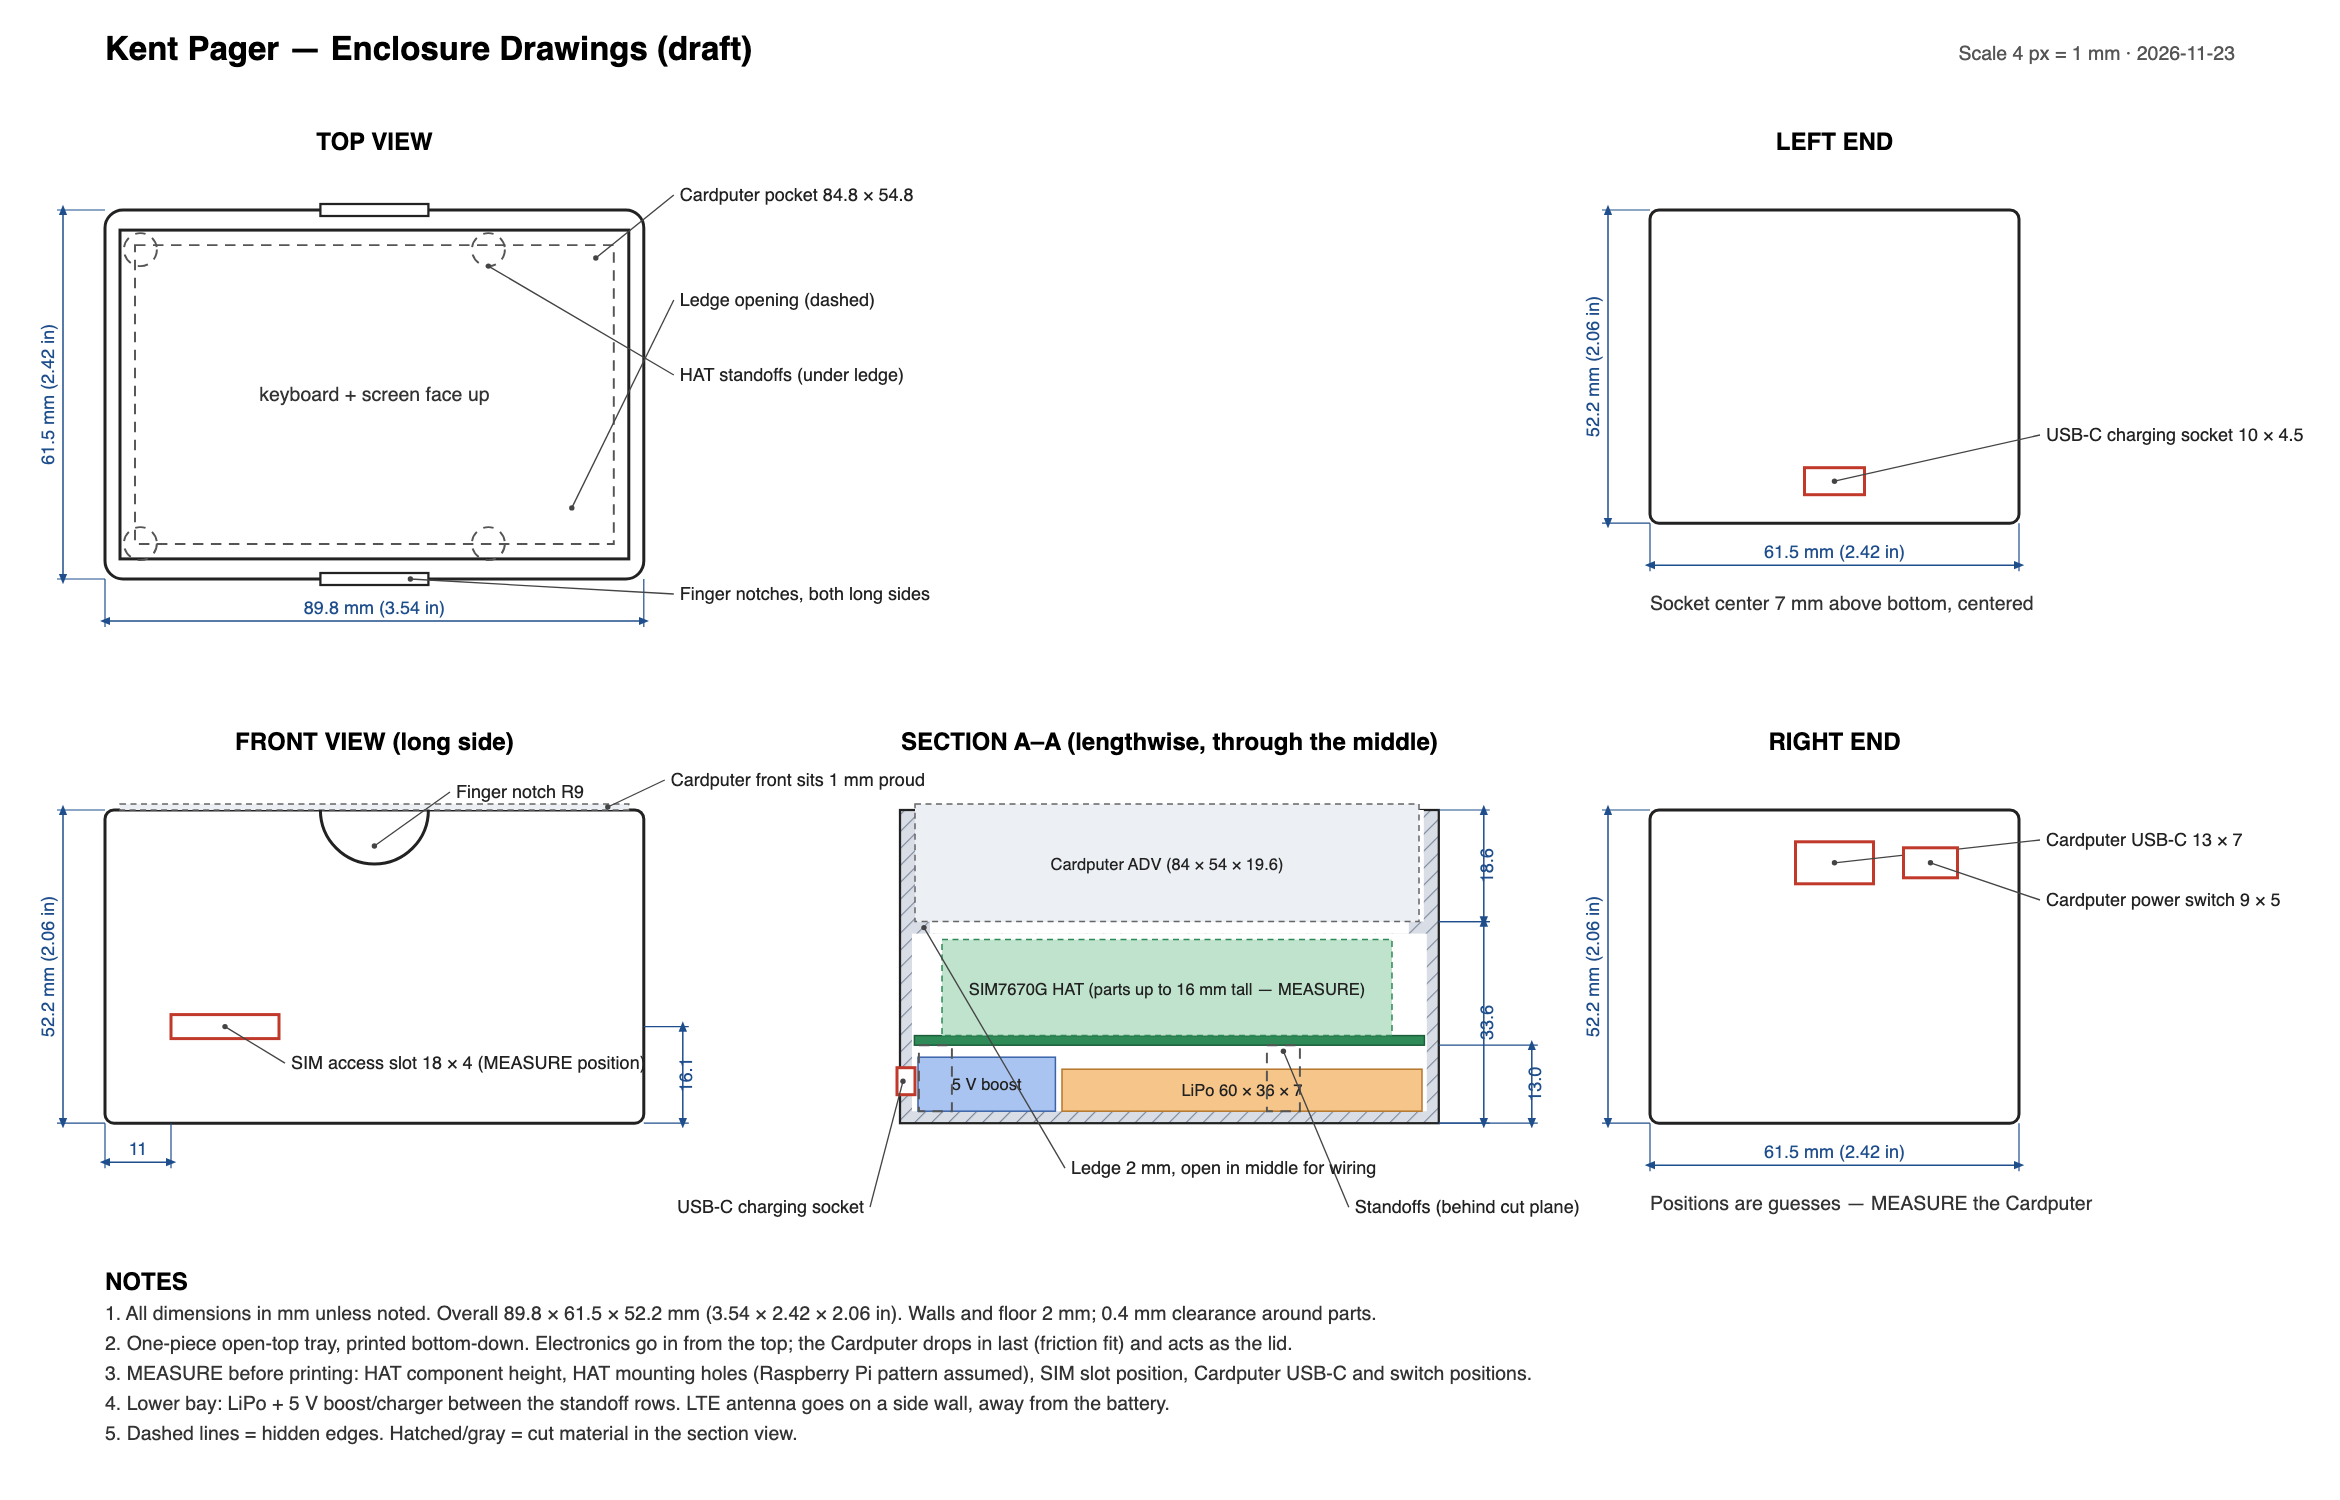 Kent Pager — Enclosure Drawings (draft)
Scale 4 px = 1 mm · 2026-11-23
TOP VIEW
Cardputer pocket 84.8 × 54.8
Ledge opening (dashed)
HAT standoffs (under ledge)
keyboard + screen face up
61.5 mm (2.42 in)
Finger notches, both long sides
89.8 mm (3.54 in)
LEFT END
52.2 mm (2.06 in)
USB-C charging socket 10 × 4.5
61.5 mm (2.42 in)
Socket center 7 mm above bottom, centered
FRONT VIEW (long side)
Finger notch R9
Cardputer front sits 1 mm proud
52.2 mm (2.06 in)
SIM access slot 18 × 4 (MEASURE position)
16.1
11
SECTION A–A (lengthwise, through the middle)
Cardputer ADV (84 × 54 × 19.6)
18.6
SIM7670G HAT (parts up to 16 mm tall — MEASURE)
33.6
5 V boost
LiPo 60 × 36 × 7
13.0
Ledge 2 mm, open in middle for wiring
USB-C charging socket
Standoffs (behind cut plane)
RIGHT END
Cardputer USB-C 13 × 7
Cardputer power switch 9 × 5
52.2 mm (2.06 in)
61.5 mm (2.42 in)
Positions are guesses — MEASURE the Cardputer
NOTES
1. All dimensions in mm unless noted. Overall 89.8 × 61.5 × 52.2 mm (3.54 × 2.42 × 2.06 in). Walls and floor 2 mm; 0.4 mm clearance around parts.
2. One-piece open-top tray, printed bottom-down. Electronics go in from the top; the Cardputer drops in last (friction fit) and acts as the lid.
3. MEASURE before printing: HAT component height, HAT mounting holes (Raspberry Pi pattern assumed), SIM slot position, Cardputer USB-C and switch positions.
4. Lower bay: LiPo + 5 V boost/charger between the standoff rows. LTE antenna goes on a side wall, away from the battery.
5. Dashed lines = hidden edges. Hatched/gray = cut material in the section view.